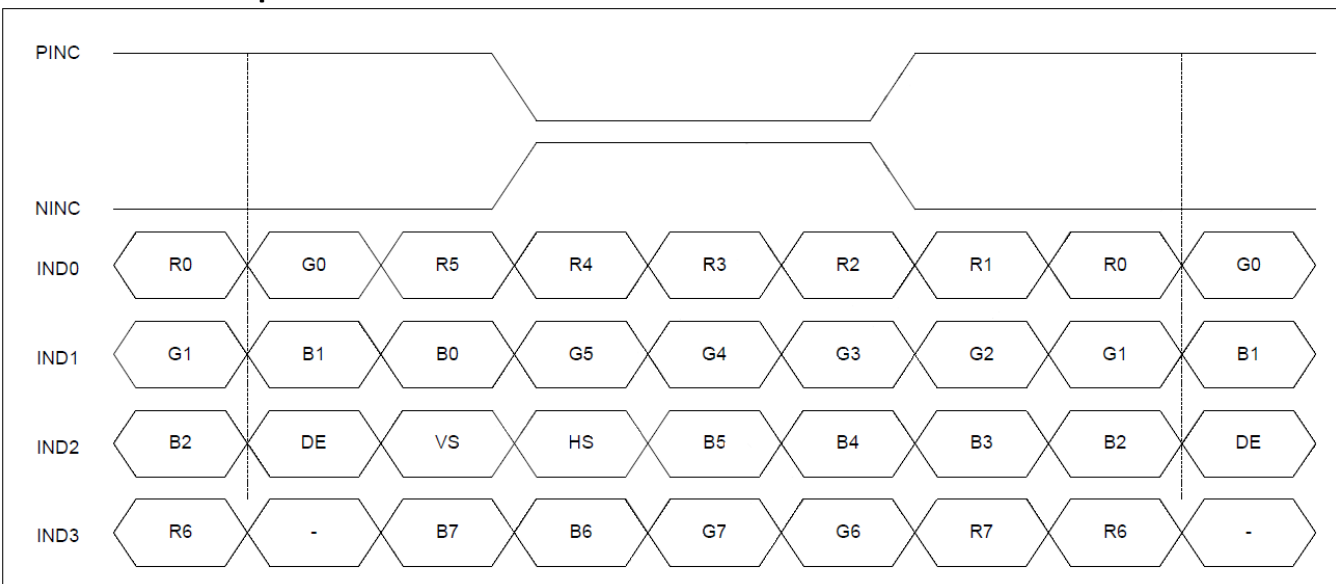 PINC
NINC
IND0 R0 G0 R5 R4 R3 R2 R1 R0 G0
IND1 G1 B1 B0 G5 G4 G3 G2 G1 B1
IND2 B2 DE VS HS B5 B4 B3 B2 DE
IND3 R6 - B7 B6 G7 G6 R7 R6 -